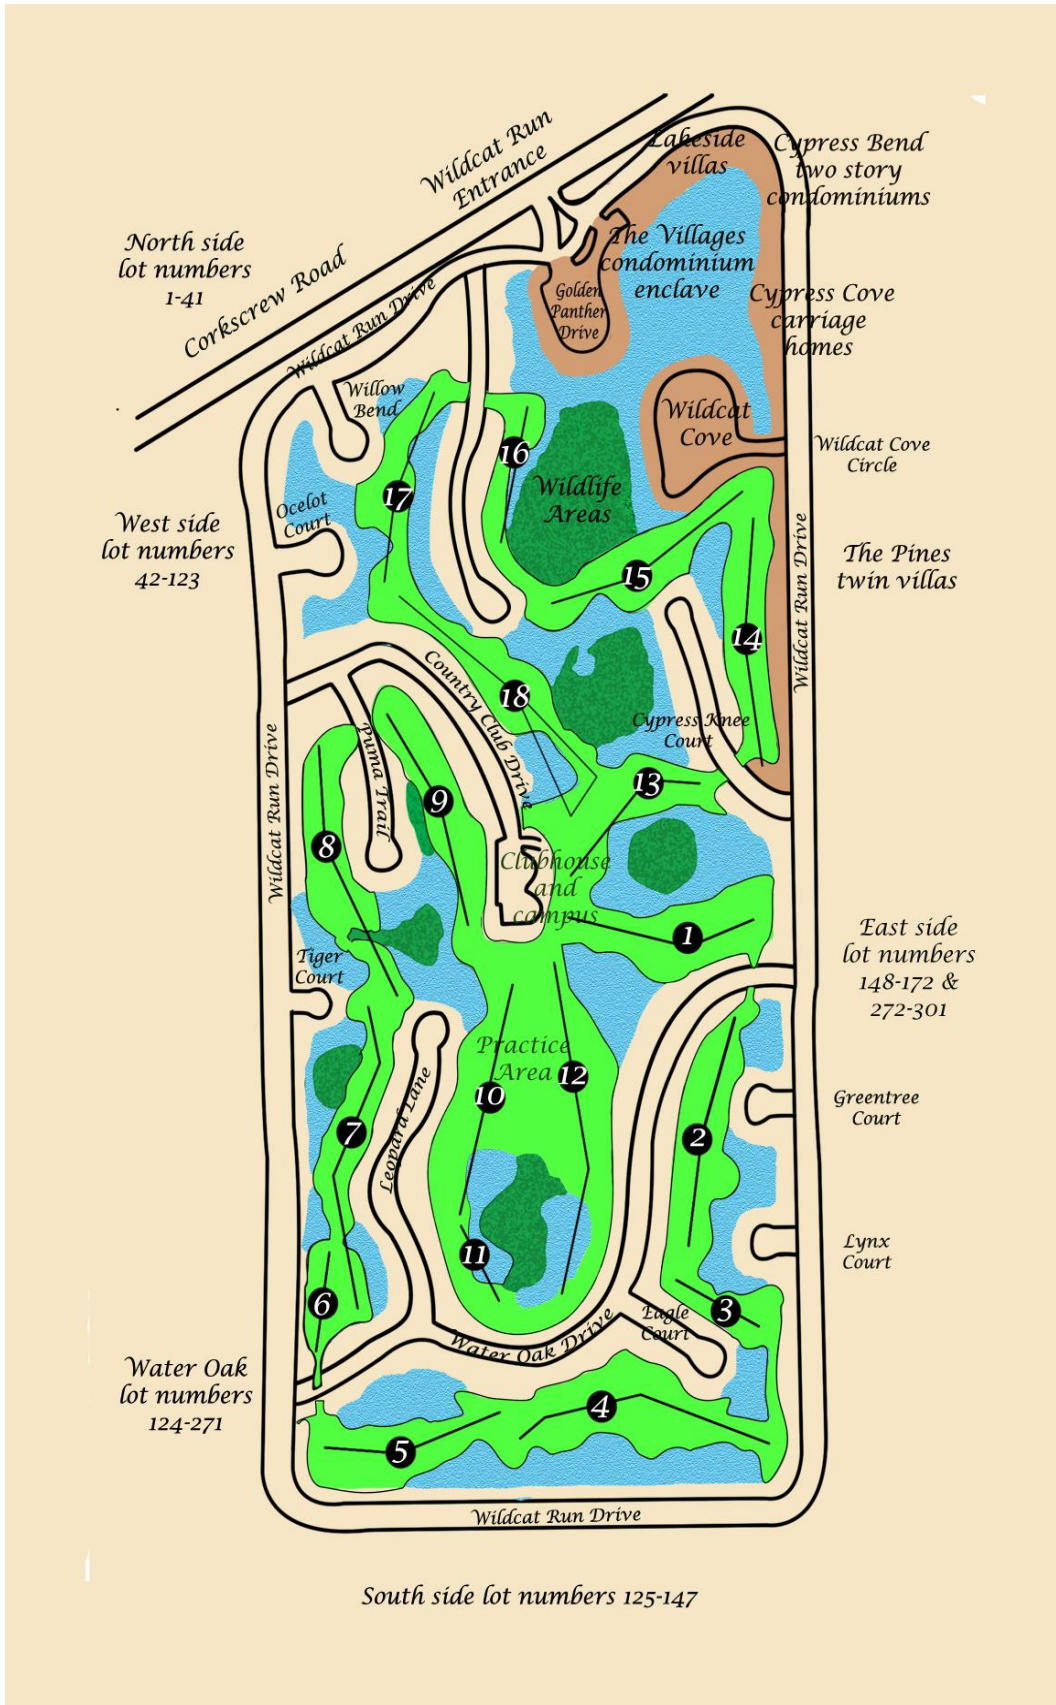 Wildcat Run
Entrance
Lakeside
villas
Cypress Bend
two story
condominiums
North side
lot numbers
1-41
Corkscrew Road
Wildcat Run Drive
The Villages
condominium
enclave
Golden
Panther
Drive
Cypress Cove
carriage
homes
Willow
Bend
Wildcat
Cove
Wildcat Cove
Circle
16
17
Wildlife
Areas
Ocelot
Court
West side
lot numbers
42-123
The Pines
twin villas
15
14
Wildcat Run Drive
Country Club Drive
18
Cypress Knee
Court
Puma Trail
Wildcat Run Drive
13
9
8
Clubhouse
and
campus
1
East side
lot numbers
148-172 &
272-301
Tiger
Court
Practice
Area
12
10
Leopard Lane
Greentree
Court
7
2
11
Lynx
Court
6
3
Eagle
Court
Water Oak Drive
Water Oak
lot numbers
124-271
4
5
Wildcat Run Drive
South side lot numbers 125-147